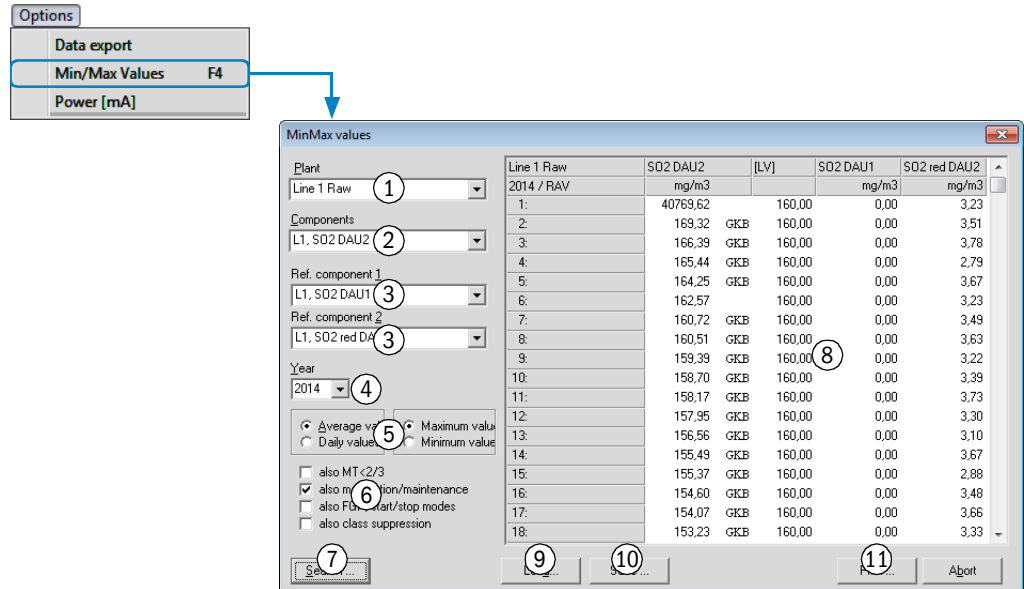 Options
Data export
Min/Max Values F4
Power [mA]
MinMax values
Plant
Line 1 Raw 1
Components
L1, SO2 DAU2 2
Ref. component 1
L1, SO2 DAU1 3
Ref. component 2
L1, SO2 red 3
Year
2014 4
Average 5 Maximum
Daily Minimum value
also MT<2/3
also 6 /maintenance
also start/stop modes
also class suppression
7
Line 1 Raw SO2 DAU2 [LV] SO2 DAU1 SO2 red DAU2
2014 / RAV mg/m3 mg/m3 mg/m3
1: 40769,62 160,00 0,00 3,23
2: 169,32 GKB 160,00 0,00 3,51
3: 166,39 GKB 160,00 0,00 3,78
4: 165,44 GKB 160,00 0,00 2,79
5: 164,25 GKB 160,00 0,00 3,67
6: 162,57 160,00 0,00 3,23
7: 160,72 GKB 160,00 0,00 3,49
8: 160,51 GKB 160,00 0,00 3,63
9: 159,39 GKB 160,00 8 0,00 3,22
10: 158,70 GKB 160,00 0,00 3,39
11: 158,17 GKB 160,00 0,00 3,73
12: 157,95 GKB 160,00 0,00 3,30
13: 156,56 GKB 160,00 0,00 3,10
14: 155,49 GKB 160,00 0,00 3,67
15: 155,37 GKB 160,00 0,00 2,88
16: 154,60 GKB 160,00 0,00 3,48
17: 154,07 GKB 160,00 0,00 3,66
18: 153,23 GKB 160,00 0,00 3,33
9 10 11 Abort